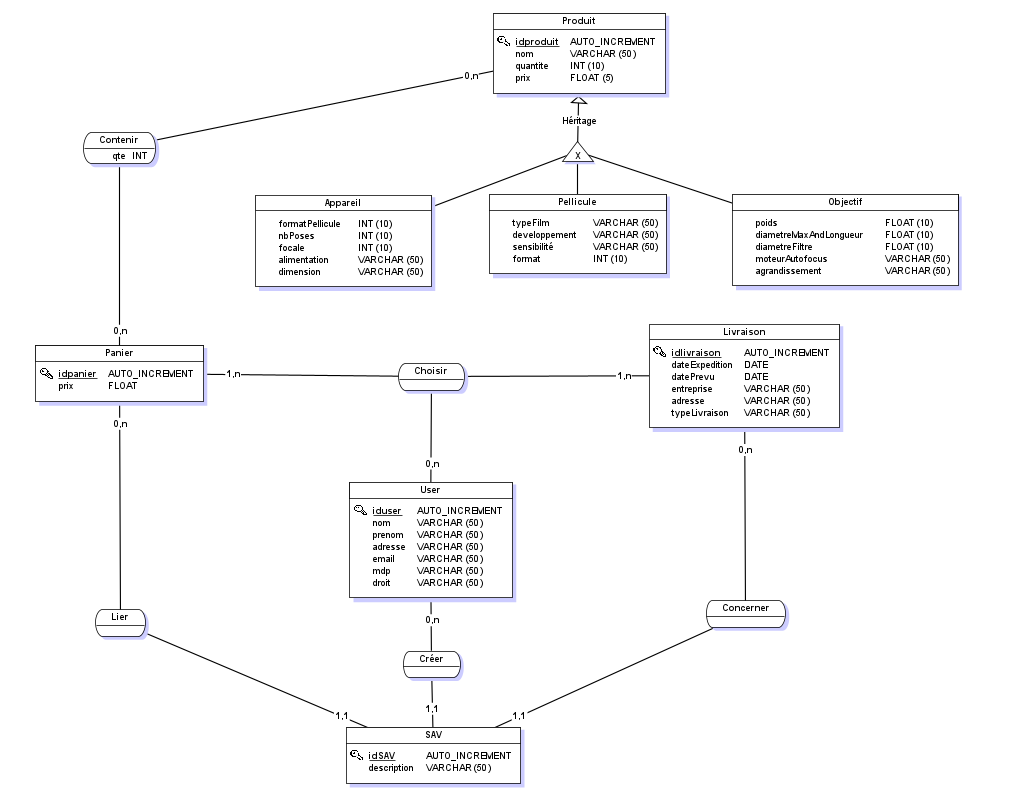 Produit
idproduit AUTO_INCREMENT
nom VARCHAR (50)
quantite INT (10)
prix FLOAT (5)
0,n
Héritage
X
Contenir
qte INT
Appareil
formatPellicule INT (10)
nbPoses INT (10)
focale INT (10)
alimentation VARCHAR (50)
dimension VARCHAR (50)
Pellicule
typeFilm VARCHAR (50)
developpement VARCHAR (50)
sensibilité VARCHAR (50)
format INT (10)
Objectif
poids FLOAT (10)
diametreMaxAndLongueur FLOAT (10)
diametreFiltre FLOAT (10)
moteurAutofocus VARCHAR (50)
agrandissement VARCHAR (50)
0,n
Panier
idpanier AUTO_INCREMENT
prix FLOAT
1,n
Choisir
1,n
Livraison
idlivraison AUTO_INCREMENT
dateExpedition DATE
datePrevu DATE
entreprise VARCHAR (50)
adresse VARCHAR (50)
typeLivraison VARCHAR (50)
0,n
0,n
0,n
User
iduser AUTO_INCREMENT
nom VARCHAR (50)
prenom VARCHAR (50)
adresse VARCHAR (50)
email VARCHAR (50)
mdp VARCHAR (50)
droit VARCHAR (50)
0,n
Lier
Créer
Concerner
1,1
1,1
1,1
SAV
idSAV AUTO_INCREMENT
description VARCHAR (50)